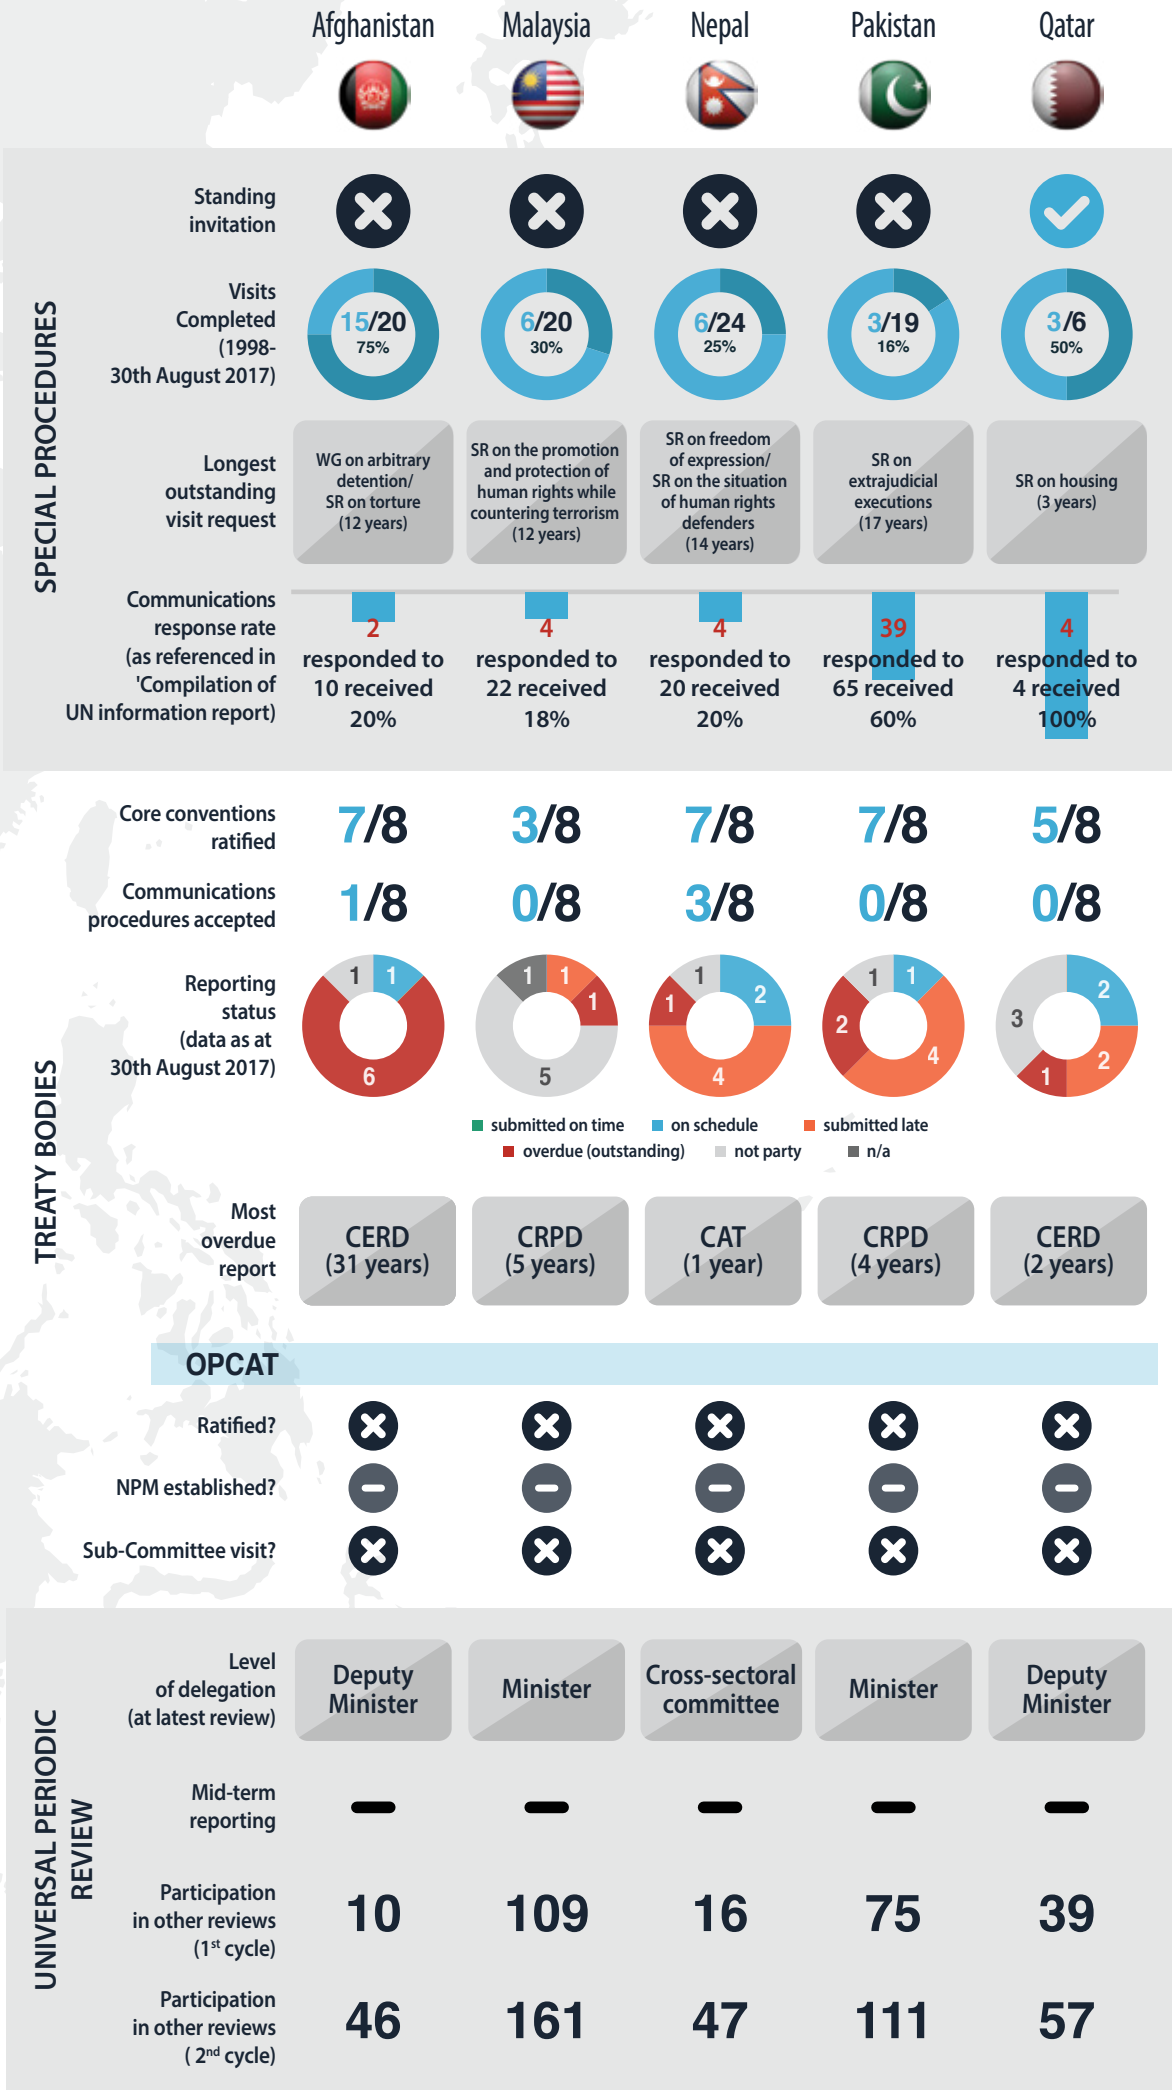 Afghanistan Malaysia Nepal Pakistan Qatar
SPECIAL PROCEDURES
Standing
invitation
Visits
Completed
(1998-
30th August 2017)
15/20
75%
6/20
30%
6/24
25%
3/19
16%
3/6
50%
Longest
outstanding
visit request
WG on arbitrary
detention/
SR on torture
(12 years)
SR on the promotion
and protection of
human rights while
countering terrorism
(12 years)
SR on freedom
of expression/
SR on the situation
of human rights
defenders
(14 years)
SR on
extrajudicial
executions
(17 years)
SR on housing
(3 years)
Communications
response rate
(as referenced in
'Compilation of
UN information report)
2
responded to
10 received
20%
4
responded to
22 received
18%
4
responded to
20 received
20%
39
responded to
65 received
60%
4
responded to
4 received
100%
TREATY BODIES
Core conventions
ratified
7/8 3/8 7/8 7/8 5/8
Communications
procedures accepted
1/8 0/8 3/8 0/8 0/8
Reporting
status
(data as at
30th August 2017)
1 1
6
1 1
1
5
1
2
1
4
1 1
2
4
2
3
2
1
submitted on time on schedule submitted late
overdue (outstanding) not party n/a
Most
overdue
report
CERD
(31 years)
CRPD
(5 years)
CAT
(1 year)
CRPD
(4 years)
CERD
(2 years)
OPCAT
Ratified?
NPM established?
Sub-Committee visit?
UNIVERSAL PERIODIC
REVIEW
Level
of delegation
(at latest review)
Deputy
Minister
Minister
Cross-sectoral
committee
Minister
Deputy
Minister
Mid-term
reporting
Participation
in other reviews
(1st cycle)
10 109 16 75 39
Participation
in other reviews
( 2nd cycle)
46 161 47 111 57